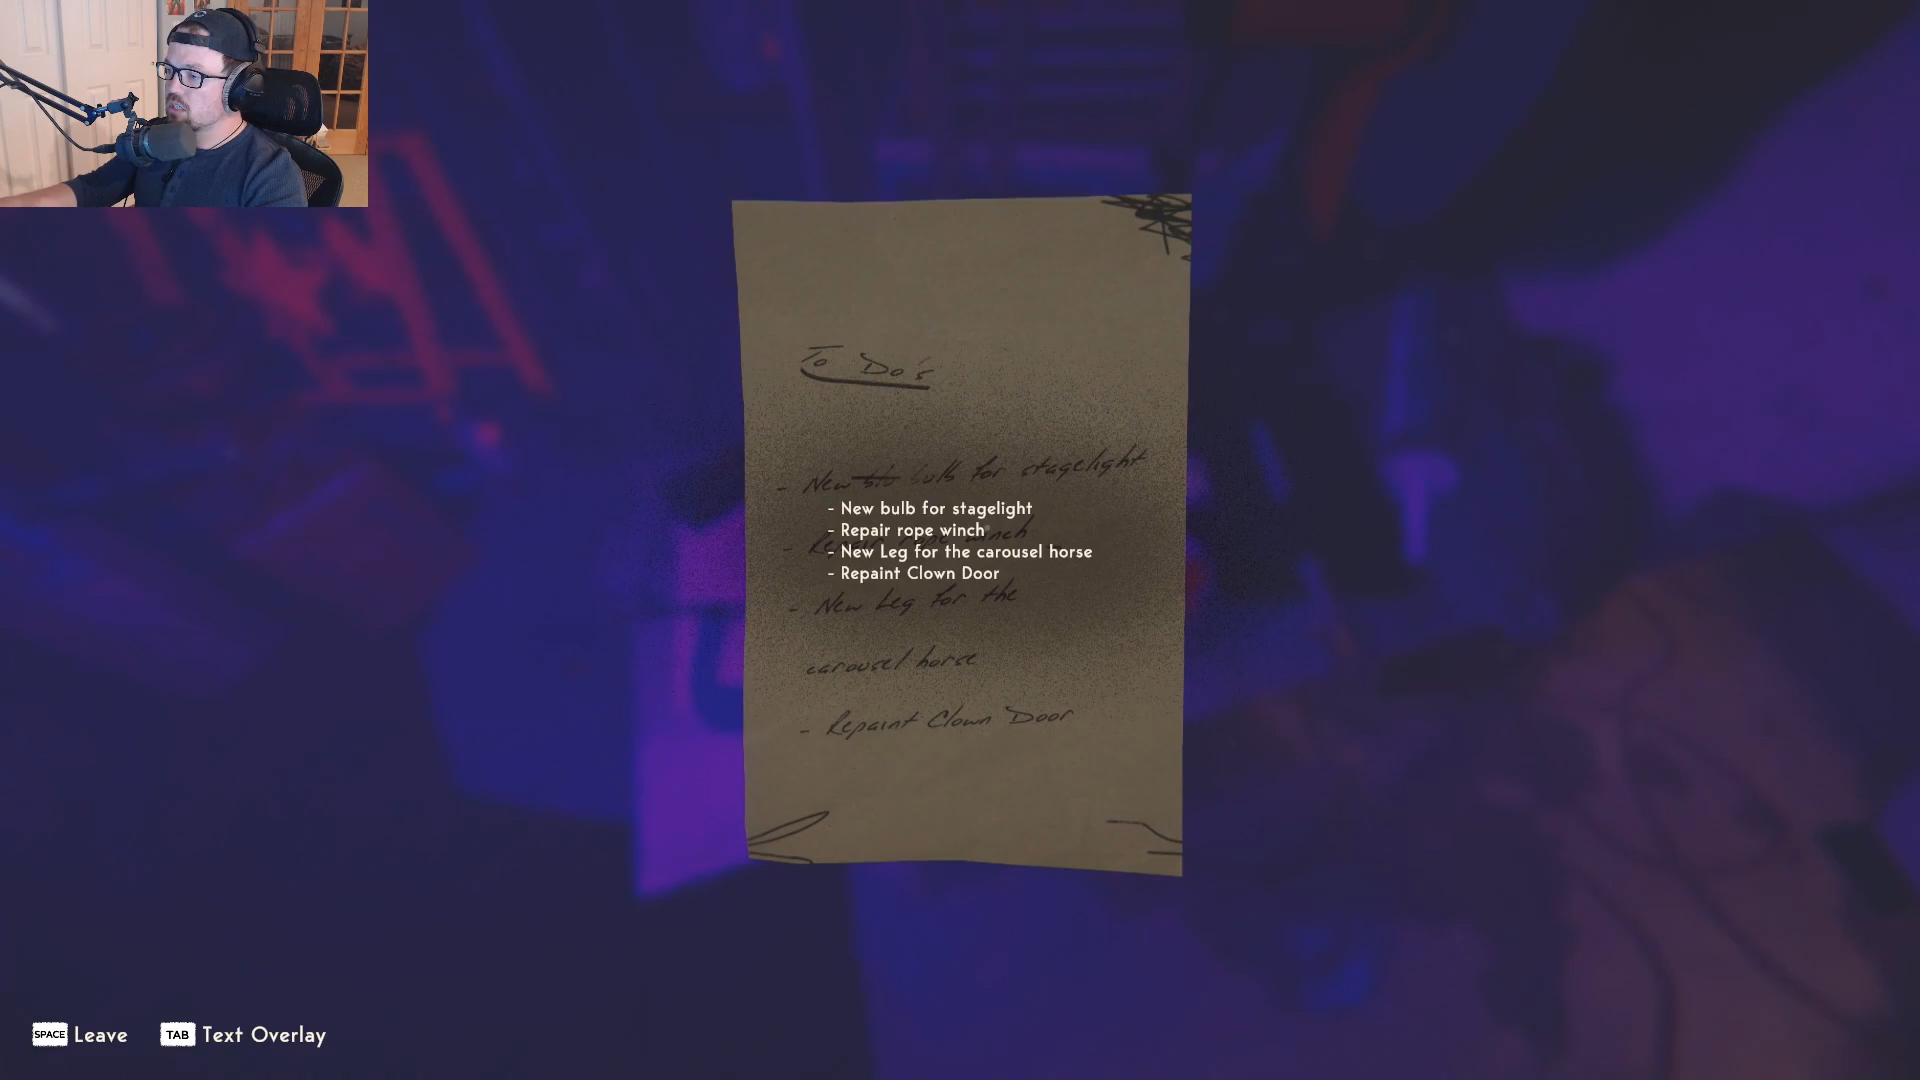 To Do's
- New bulb for stagelight
- New bulb for stagelight
- Repair rope winch
- Repair rope winch
- New Leg for the carousel horse
- Repaint Clown Door
- New Leg for the
carousel horse
- Repaint Clown Door
SPACE Leave TAB Text Overlay